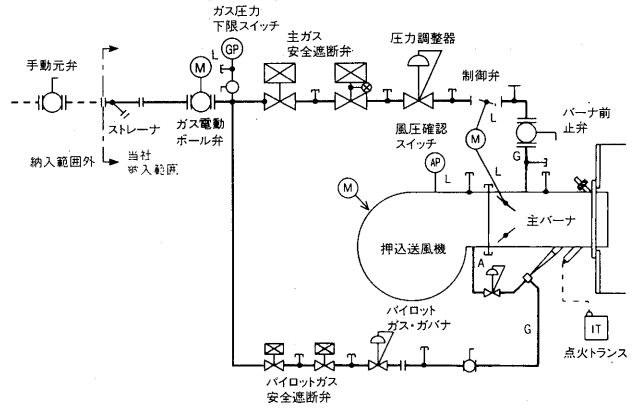 ガス圧力
下限スイッチ
主ガス
安全遮断弁
圧力調整器
手動元弁
L
GP
M
制御弁
L
ストレーナ
ガス電動
ボール弁
風圧確認
スイッチ
M
バーナ前
止弁
納入範囲外
当社
納入範囲
AP
L
G
M
L
主バーナ
押込送風機
A
パイロット
ガス・ガバナ
G
IT
点火トランス
パイロットガス
安全遮断弁